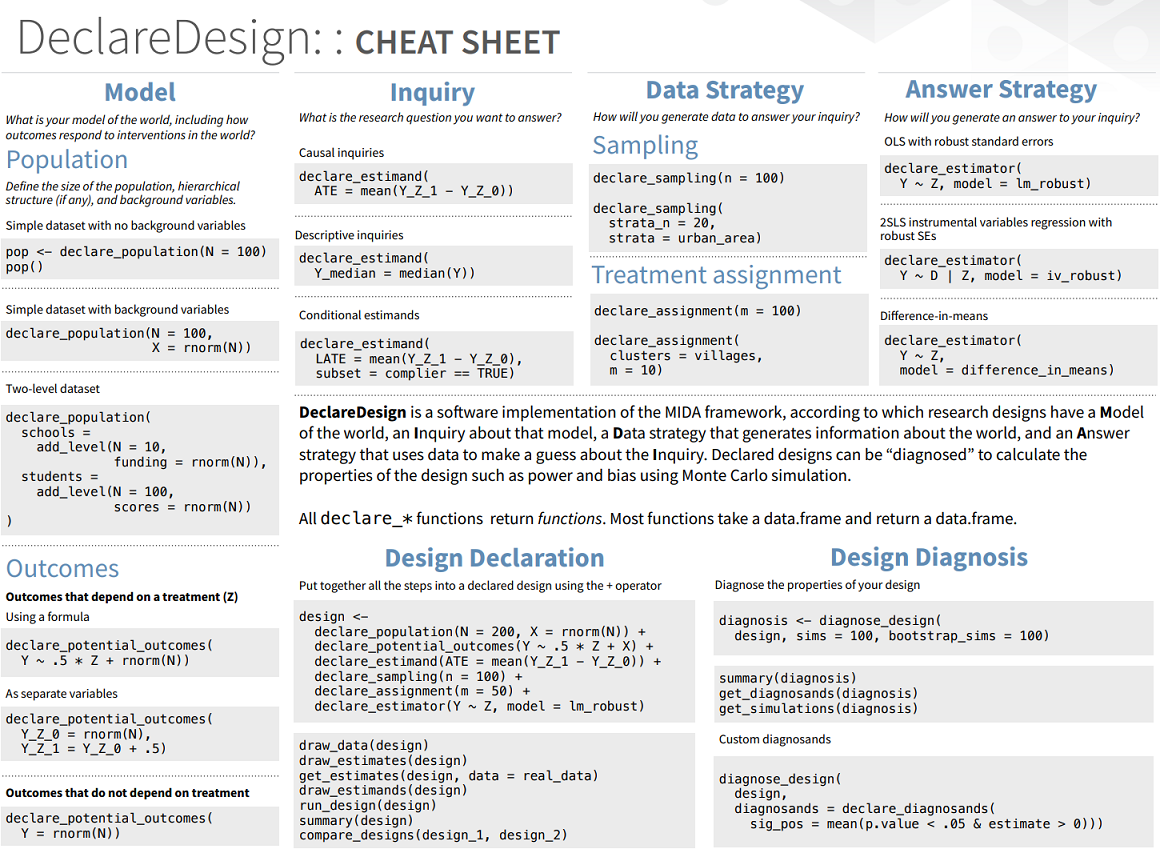 DeclareDesign: : CHEAT SHEET
Model
What is your model of the world, including how
outcomes respond to interventions in the world?
Population
Define the size of the population, hierarchical
structure (if any), and background variables.
Simple dataset with no background variables
pop <- declare_population(N = 100)
pop()
Simple dataset with background variables
declare_population(N = 100,
                   X = rnorm(N))
Two-level dataset
declare_population(
  schools =
    add_level(N = 10,
              funding = rnorm(N)),
  students =
    add_level(N = 100,
              scores = rnorm(N))
)
Outcomes
Outcomes that depend on a treatment (Z)
Using a formula
declare_potential_outcomes(
  Y ~ .5 * Z + rnorm(N))
As separate variables
declare_potential_outcomes(
  Y_Z_0 = rnorm(N),
  Y_Z_1 = Y_Z_0 + .5)
Outcomes that do not depend on treatment
declare_potential_outcomes(
  Y = rnorm(N))
Inquiry
What is the research question you want to answer?
Causal inquiries
declare_estimand(
  ATE = mean(Y_Z_1 – Y_Z_0))
Descriptive inquiries
declare_estimand(
  Y_median = median(Y))
Conditional estimands
declare_estimand(
  LATE = mean(Y_Z_1 – Y_Z_0),
  subset = complier == TRUE)
Data Strategy
How will you generate data to answer your inquiry?
Sampling
declare_sampling(n = 100)
declare_sampling(
  strata_n = 20,
  strata = urban_area)
Treatment assignment
declare_assignment(m = 100)
declare_assignment(
  clusters = villages,
  m = 10)
Answer Strategy
How will you generate an answer to your inquiry?
OLS with robust standard errors
declare_estimator(
  Y ~ Z, model = lm_robust)
2SLS instrumental variables regression with
robust SEs
declare_estimator(
  Y ~ D | Z, model = iv_robust)
Difference-in-means
declare_estimator(
  Y ~ Z,
  model = difference_in_means)
DeclareDesign is a software implementation of the MIDA framework, according to which research designs have a Model
of the world, an Inquiry about that model, a Data strategy that generates information about the world, and an Answer
strategy that uses data to make a guess about the Inquiry. Declared designs can be “diagnosed” to calculate the
properties of the design such as power and bias using Monte Carlo simulation.
All declare_* functions return functions. Most functions take a data.frame and return a data.frame.
Design Declaration
Put together all the steps into a declared design using the + operator
design <-
  declare_population(N = 200, X = rnorm(N)) +
  declare_potential_outcomes(Y ~ .5 * Z + X) +
  declare_estimand(ATE = mean(Y_Z_1 – Y_Z_0)) +
  declare_sampling(n = 100) +
  declare_assignment(m = 50) +
  declare_estimator(Y ~ Z, model = lm_robust)
draw_data(design)
draw_estimates(design)
get_estimates(design, data = real_data)
draw_estimands(design)
run_design(design)
summary(design)
compare_designs(design_1, design_2)
Design Diagnosis
Diagnose the properties of your design
diagnosis <- diagnose_design(
  design, sims = 100, bootstrap_sims = 100)
summary(diagnosis)
get_diagnosands(diagnosis)
get_simulations(diagnosis)
Custom diagnosands
diagnose_design(
  design,
  diagnosands = declare_diagnosands(
    sig_pos = mean(p.value < .05 & estimate > 0)))